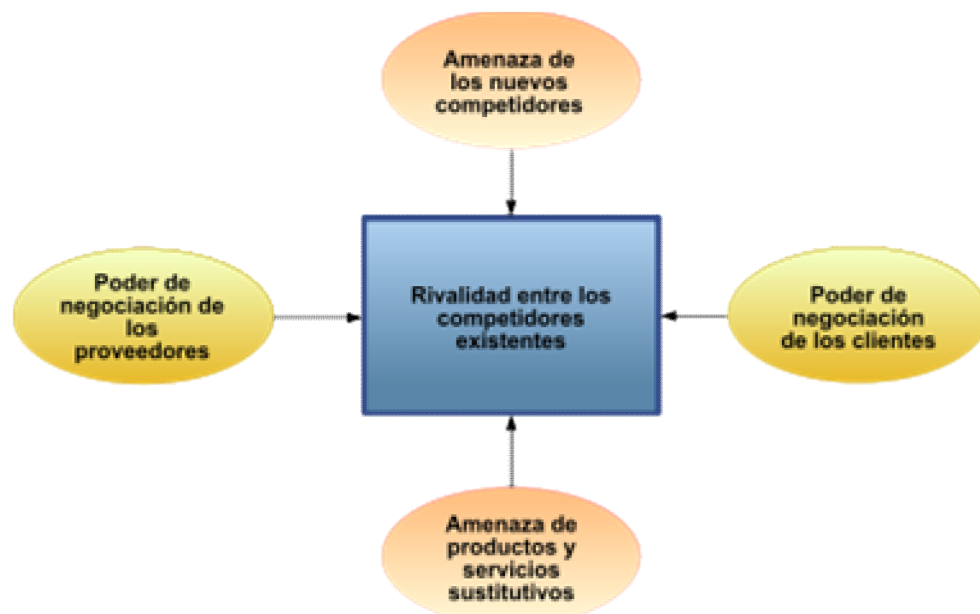 Amenaza de
los nuevos
competidores
Poder de
negociación de
los
proveedores
Rivalidad entre los
competidores
existentes
Poder de
negociación
de los clientes
Amenaza de
productos y
servicios
sustitutivos